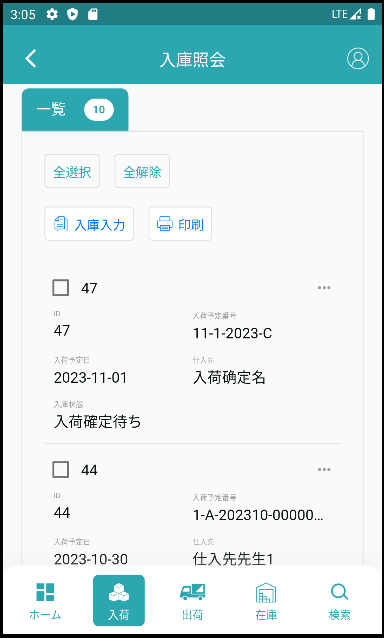 3:05 LTE
入庫照会
一覧 10
全選択 全解除
入庫入力 印刷
47
ID 入荷予定番号
47 11-1-2023-C
入荷予定日 仕入先
2023-11-01 入荷确定名
入庫状態
入荷確定待ち
44
ID 入荷予定番号
44 1-A-202310-00000...
入荷予定日 仕入先
2023-10-30 仕入先先生1
ホーム 入荷 出荷 在庫 検索